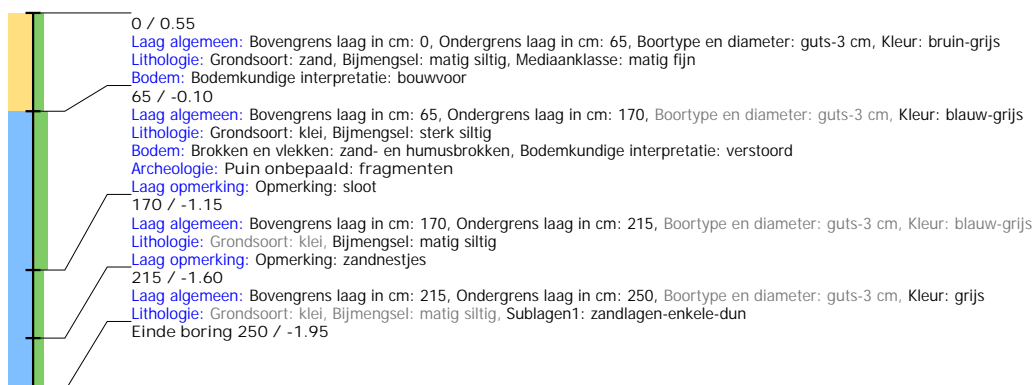 0 / 0.55
Laag algemeen: Bovengrens laag in cm: 0, Ondergrens laag in cm: 65, Boortype en diameter: guts-3 cm, Kleur: bruin-grijs
Lithologie: Grondsoort: zand, Bijmengsel: matig siltig, Mediaanklasse: matig fijn
Bodem: Bodemkundige interpretatie: bouwvoor
65 / -0.10
Laag algemeen: Bovengrens laag in cm: 65, Ondergrens laag in cm: 170, Boortype en diameter: guts-3 cm, Kleur: blauw-grijs
Lithologie: Grondsoort: klei, Bijmengsel: sterk siltig
Bodem: Brokken en vlekken: zand- en humusbrokken, Bodemkundige interpretatie: verstoord
Archeologie: Puin onbepaald: fragmenten
Laag opmerking: Opmerking: sloot
170 / -1.15
Laag algemeen: Bovengrens laag in cm: 170, Ondergrens laag in cm: 215, Boortype en diameter: guts-3 cm, Kleur: blauw-grijs
Lithologie: Grondsoort: klei, Bijmengsel: matig siltig
Laag opmerking: Opmerking: zandnestjes
215 / -1.60
Laag algemeen: Bovengrens laag in cm: 215, Ondergrens laag in cm: 250, Boortype en diameter: guts-3 cm, Kleur: grijs
Lithologie: Grondsoort: klei, Bijmengsel: matig siltig, Sublagen1: zandlagen-enkele-dun
Einde boring 250 / -1.95